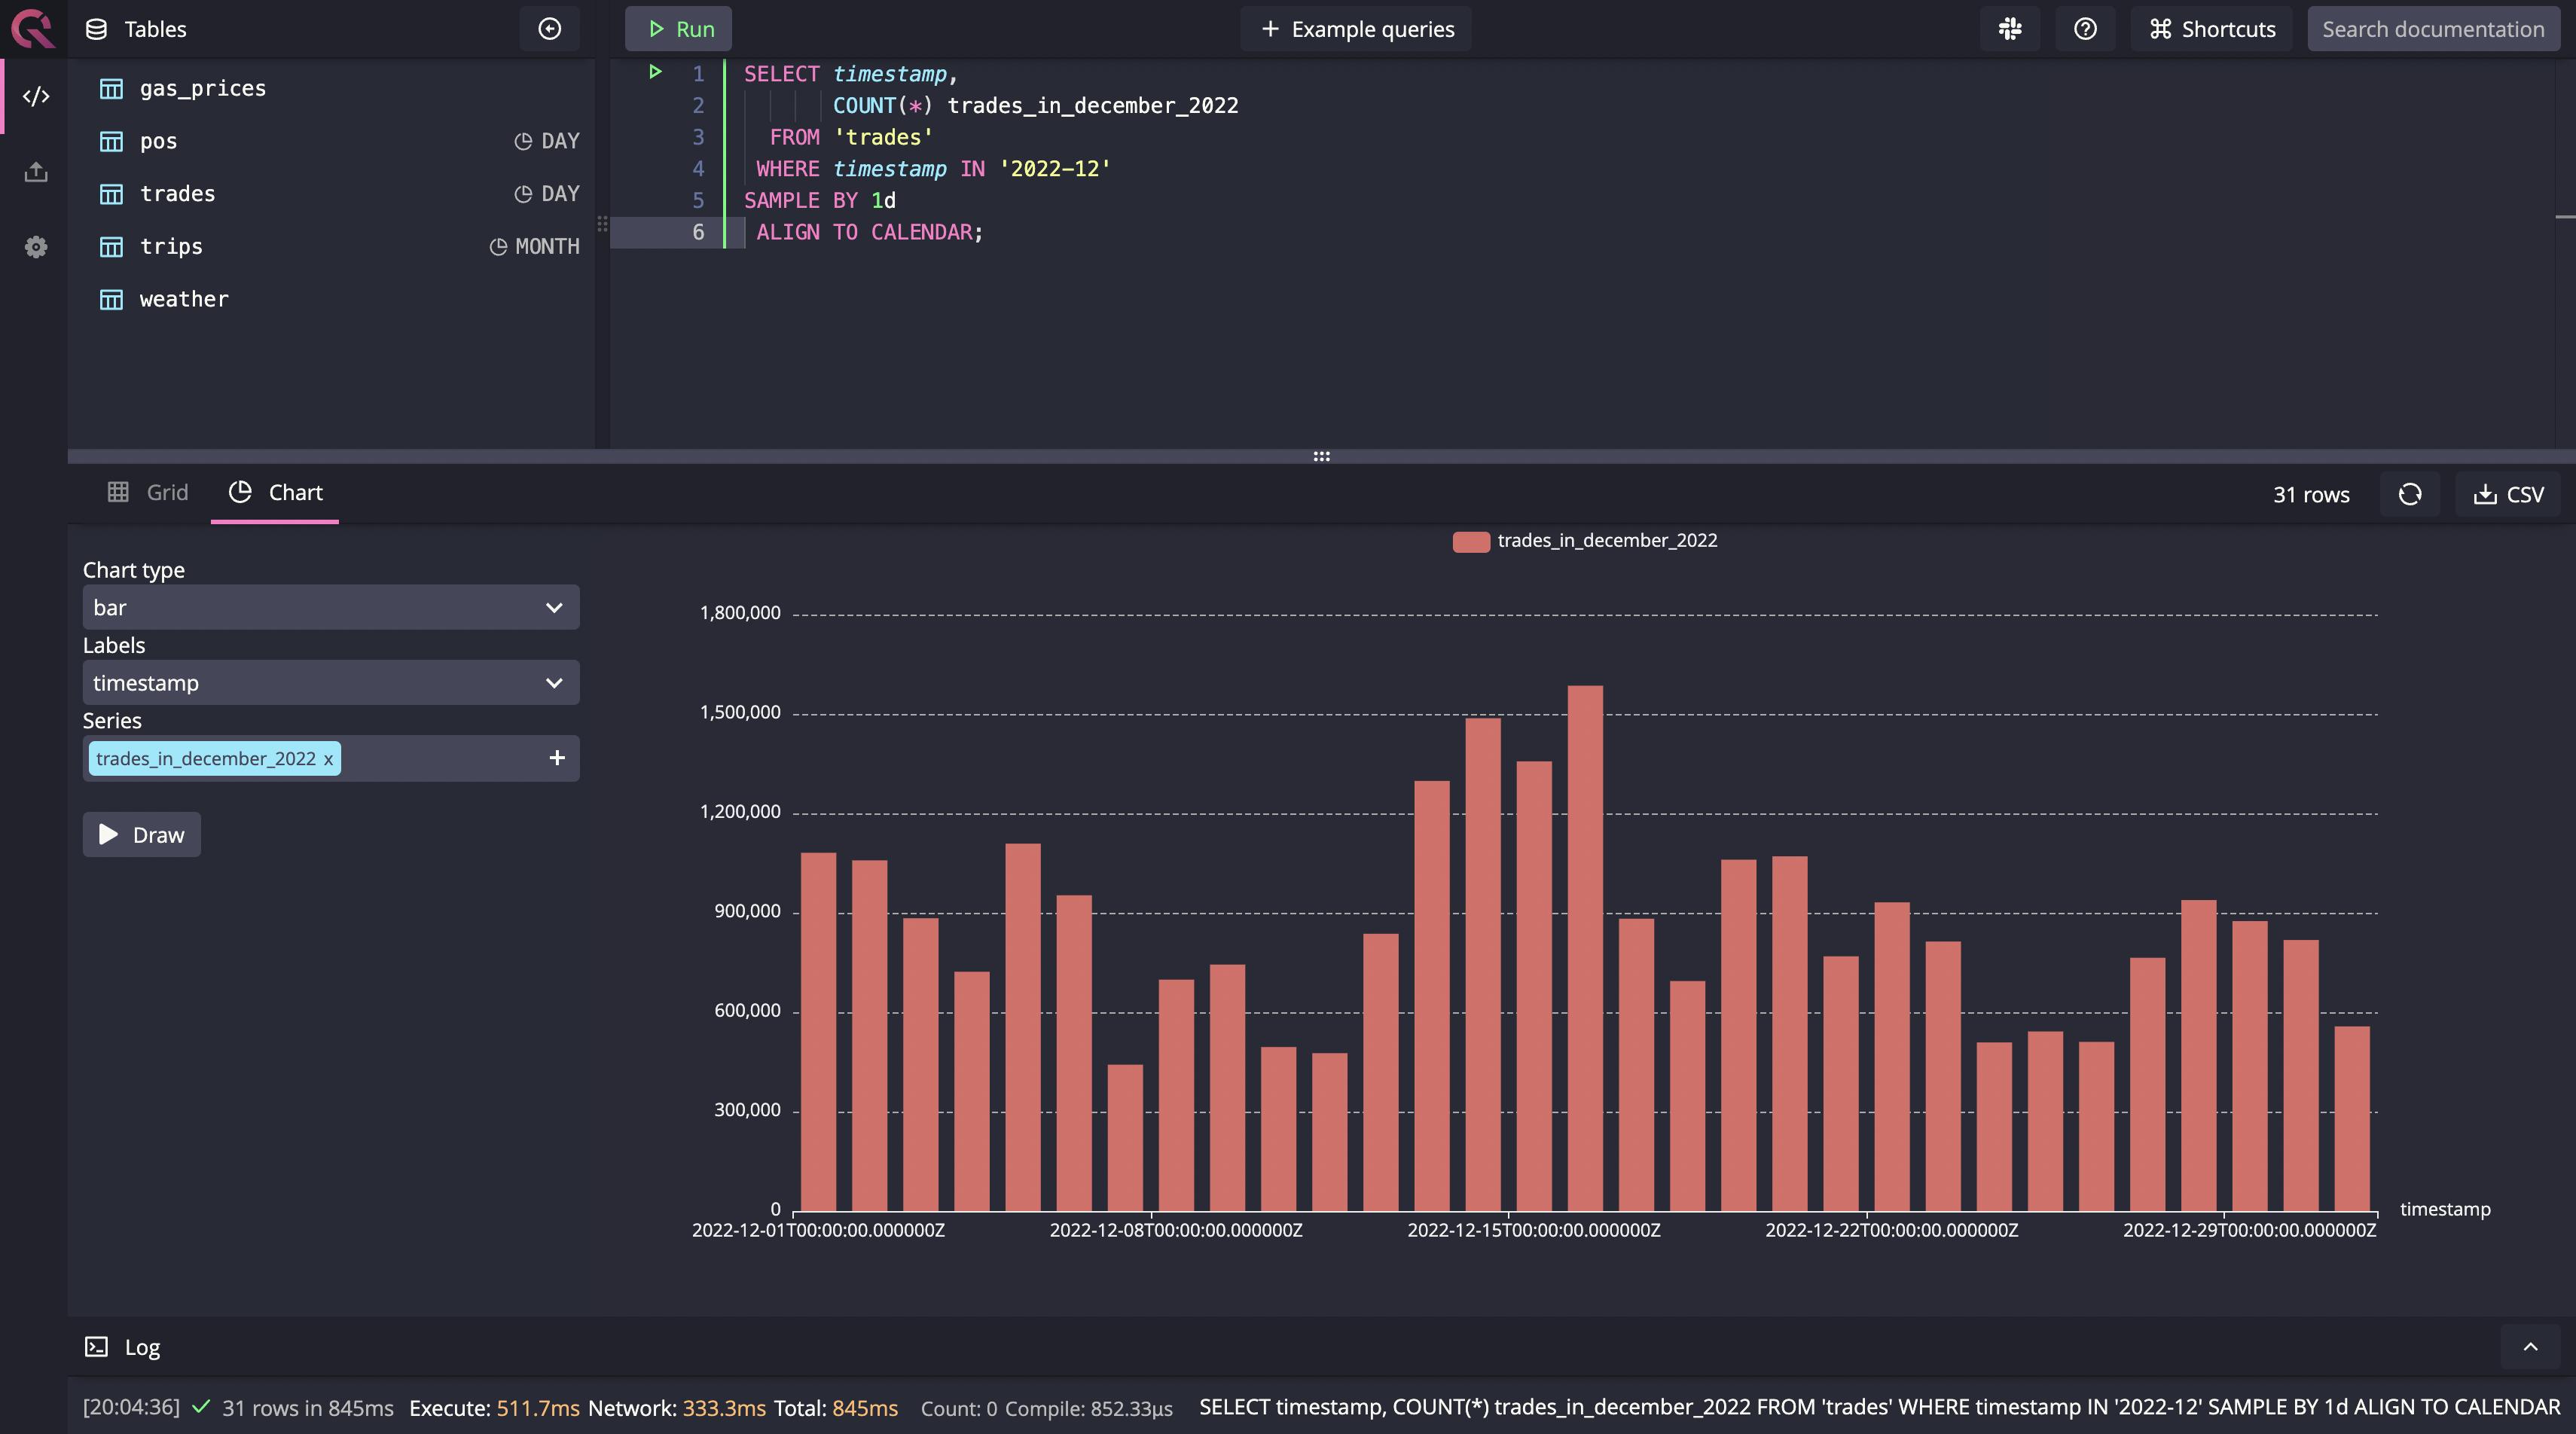 Tables
Run
Example queries
Shortcuts
Search documentation
gas_prices
pos DAY
trades DAY
trips MONTH
weather
1 SELECT timestamp,
2 COUNT(*) trades_in_december_2022
3 FROM 'trades'
4 WHERE timestamp IN '2022-12'
5 SAMPLE BY 1d
6 ALIGN TO CALENDAR;
Grid
Chart
31 rows
CSV
Chart type
bar
Labels
timestamp
Series
trades_in_december_2022 x
Draw
trades_in_december_2022
1,800,000
1,500,000
1,200,000
900,000
600,000
300,000
0
2022-12-01T00:00:00.000000Z
2022-12-08T00:00:00.000000Z
2022-12-15T00:00:00.000000Z
2022-12-22T00:00:00.000000Z
2022-12-29T00:00:00.000000Z
timestamp
Log
[20:04:36] 31 rows in 845ms Execute: 511.7ms Network: 333.3ms Total: 845ms Count: 0 Compile: 852.33µs SELECT timestamp, COUNT(*) trades_in_december_2022 FROM 'trades' WHERE timestamp IN '2022-12' SAMPLE BY 1d ALIGN TO CALENDAR